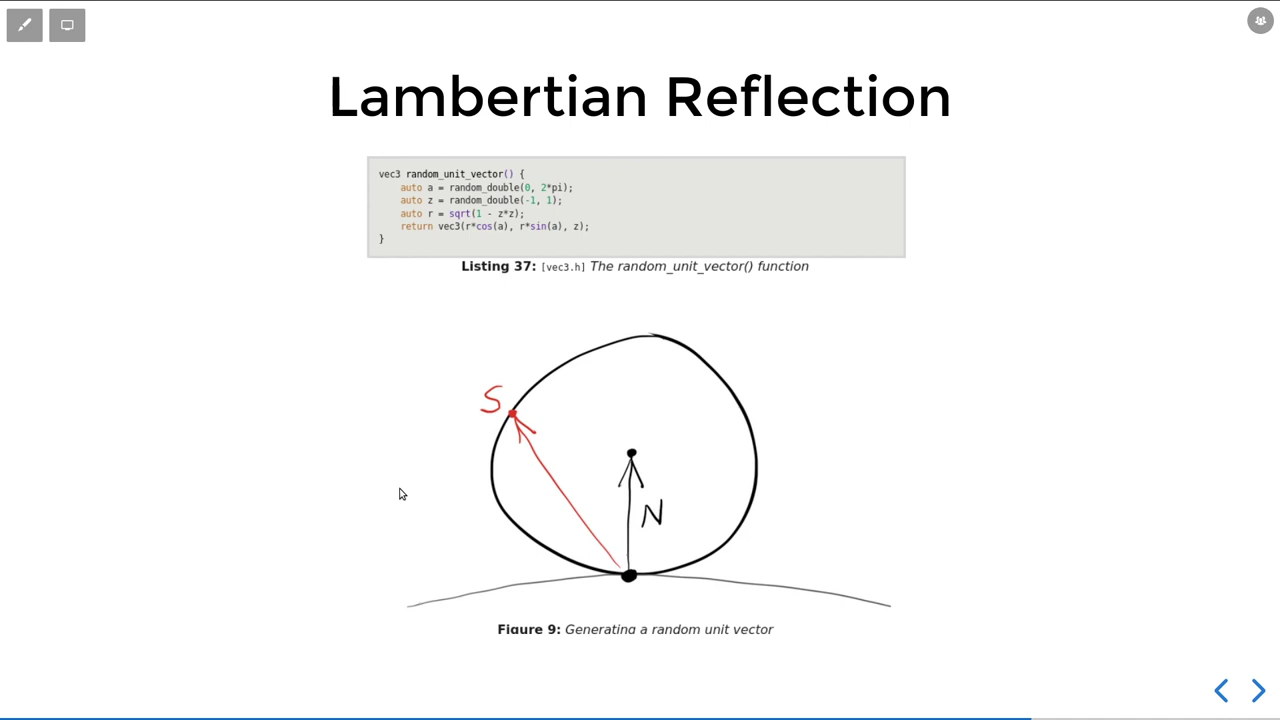 Lambertian Reflection
vec3 random_unit_vector() {
    auto a = random_double(0, 2*pi);
    auto z = random_double(-1, 1);
    auto r = sqrt(1 - z*z);
    return vec3(r*cos(a), r*sin(a), z);
}
Listing 37: [vec3.h] The random_unit_vector() function
S
N
Figure 9: Generating a random unit vector